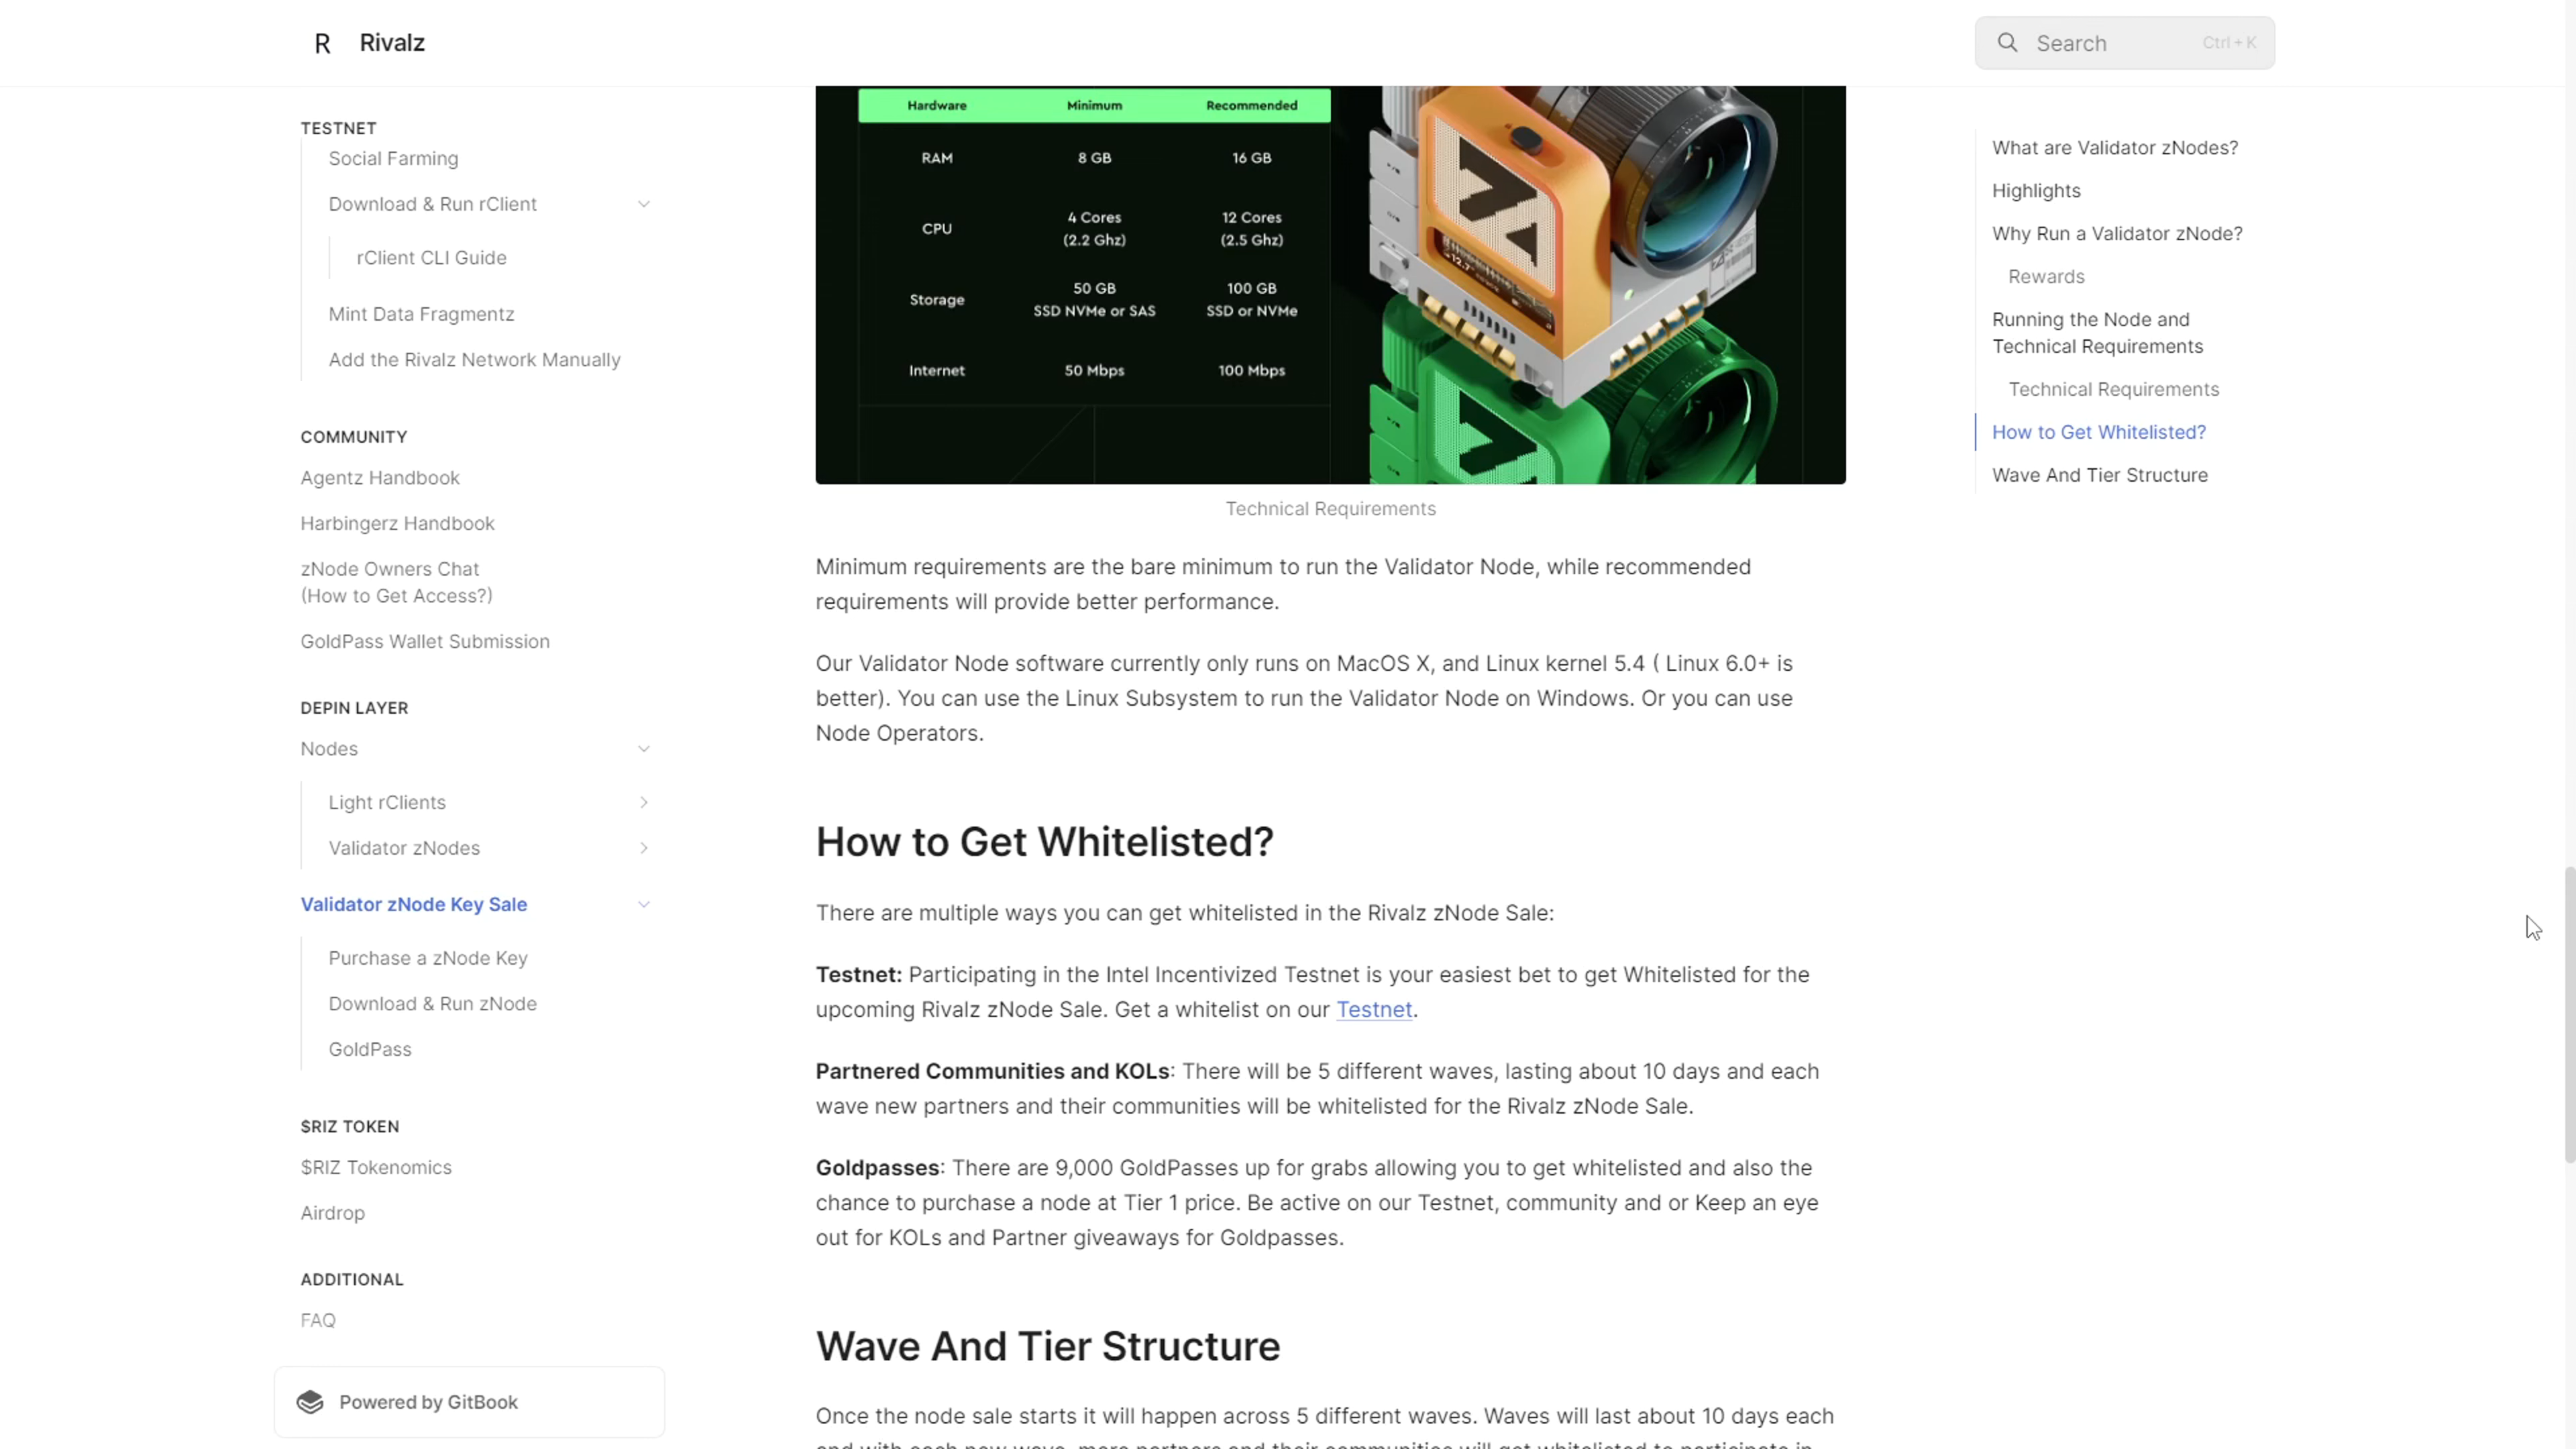 R Rivalz
Search Ctrl + K
TESTNET
Social Farming
Download & Run rClient
rClient CLI Guide
Mint Data Fragmentz
Add the Rivalz Network Manually
COMMUNITY
Agentz Handbook
Harbingerz Handbook
zNode Owners Chat
(How to Get Access?)
GoldPass Wallet Submission
DEPIN LAYER
Nodes
Light rClients
Validator zNodes
Validator zNode Key Sale
Purchase a zNode Key
Download & Run zNode
GoldPass
$RIZ TOKEN
$RIZ Tokenomics
Airdrop
ADDITIONAL
FAQ
Powered by GitBook
Hardware Minimum Recommended
RAM 8 GB 16 GB
CPU 4 Cores (2.2 Ghz) 12 Cores (2.5 Ghz)
Storage 50 GB SSD NVMe or SAS 100 GB SSD or NVMe
Internet 50 Mbps 100 Mbps
Technical Requirements
Minimum requirements are the bare minimum to run the Validator Node, while recommended
requirements will provide better performance.
Our Validator Node software currently only runs on MacOS X, and Linux kernel 5.4 ( Linux 6.0+ is
better). You can use the Linux Subsystem to run the Validator Node on Windows. Or you can use
Node Operators.
How to Get Whitelisted?
There are multiple ways you can get whitelisted in the Rivalz zNode Sale:
Testnet: Participating in the Intel Incentivized Testnet is your easiest bet to get Whitelisted for the
upcoming Rivalz zNode Sale. Get a whitelist on our Testnet.
Partnered Communities and KOLs: There will be 5 different waves, lasting about 10 days and each
wave new partners and their communities will be whitelisted for the Rivalz zNode Sale.
Goldpasses: There are 9,000 GoldPasses up for grabs allowing you to get whitelisted and also the
chance to purchase a node at Tier 1 price. Be active on our Testnet, community and or Keep an eye
out for KOLs and Partner giveaways for Goldpasses.
Wave And Tier Structure
Once the node sale starts it will happen across 5 different waves. Waves will last about 10 days each
and with each new wave, more partners and their communities will get whitelisted to participate in
What are Validator zNodes?
Highlights
Why Run a Validator zNode?
Rewards
Running the Node and
Technical Requirements
Technical Requirements
How to Get Whitelisted?
Wave And Tier Structure